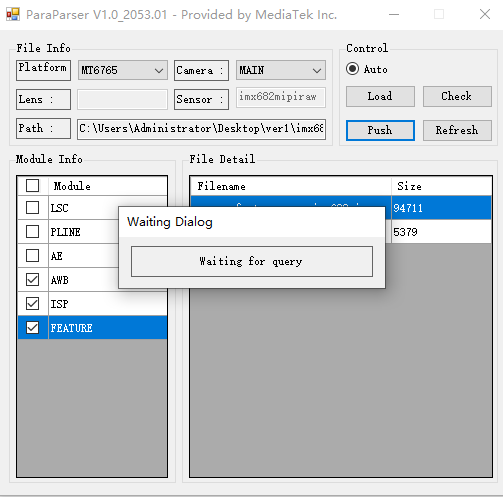 ParaParser V1.0_2053.01 - Provided by MediaTek Inc.
File Info
Platform
MT6765
Camera :
MAIN
Lens :
Sensor :
imx682mipiraw
Path :
C:\Users\Administrator\Desktop\ver1\imx68
Control
Auto
Load
Check
Push
Refresh
Module Info
Module
LSC
PLINE
AE
AWB
ISP
FEATURE
File Detail
Filename
Size
94711
5379
Waiting Dialog
Waiting for query